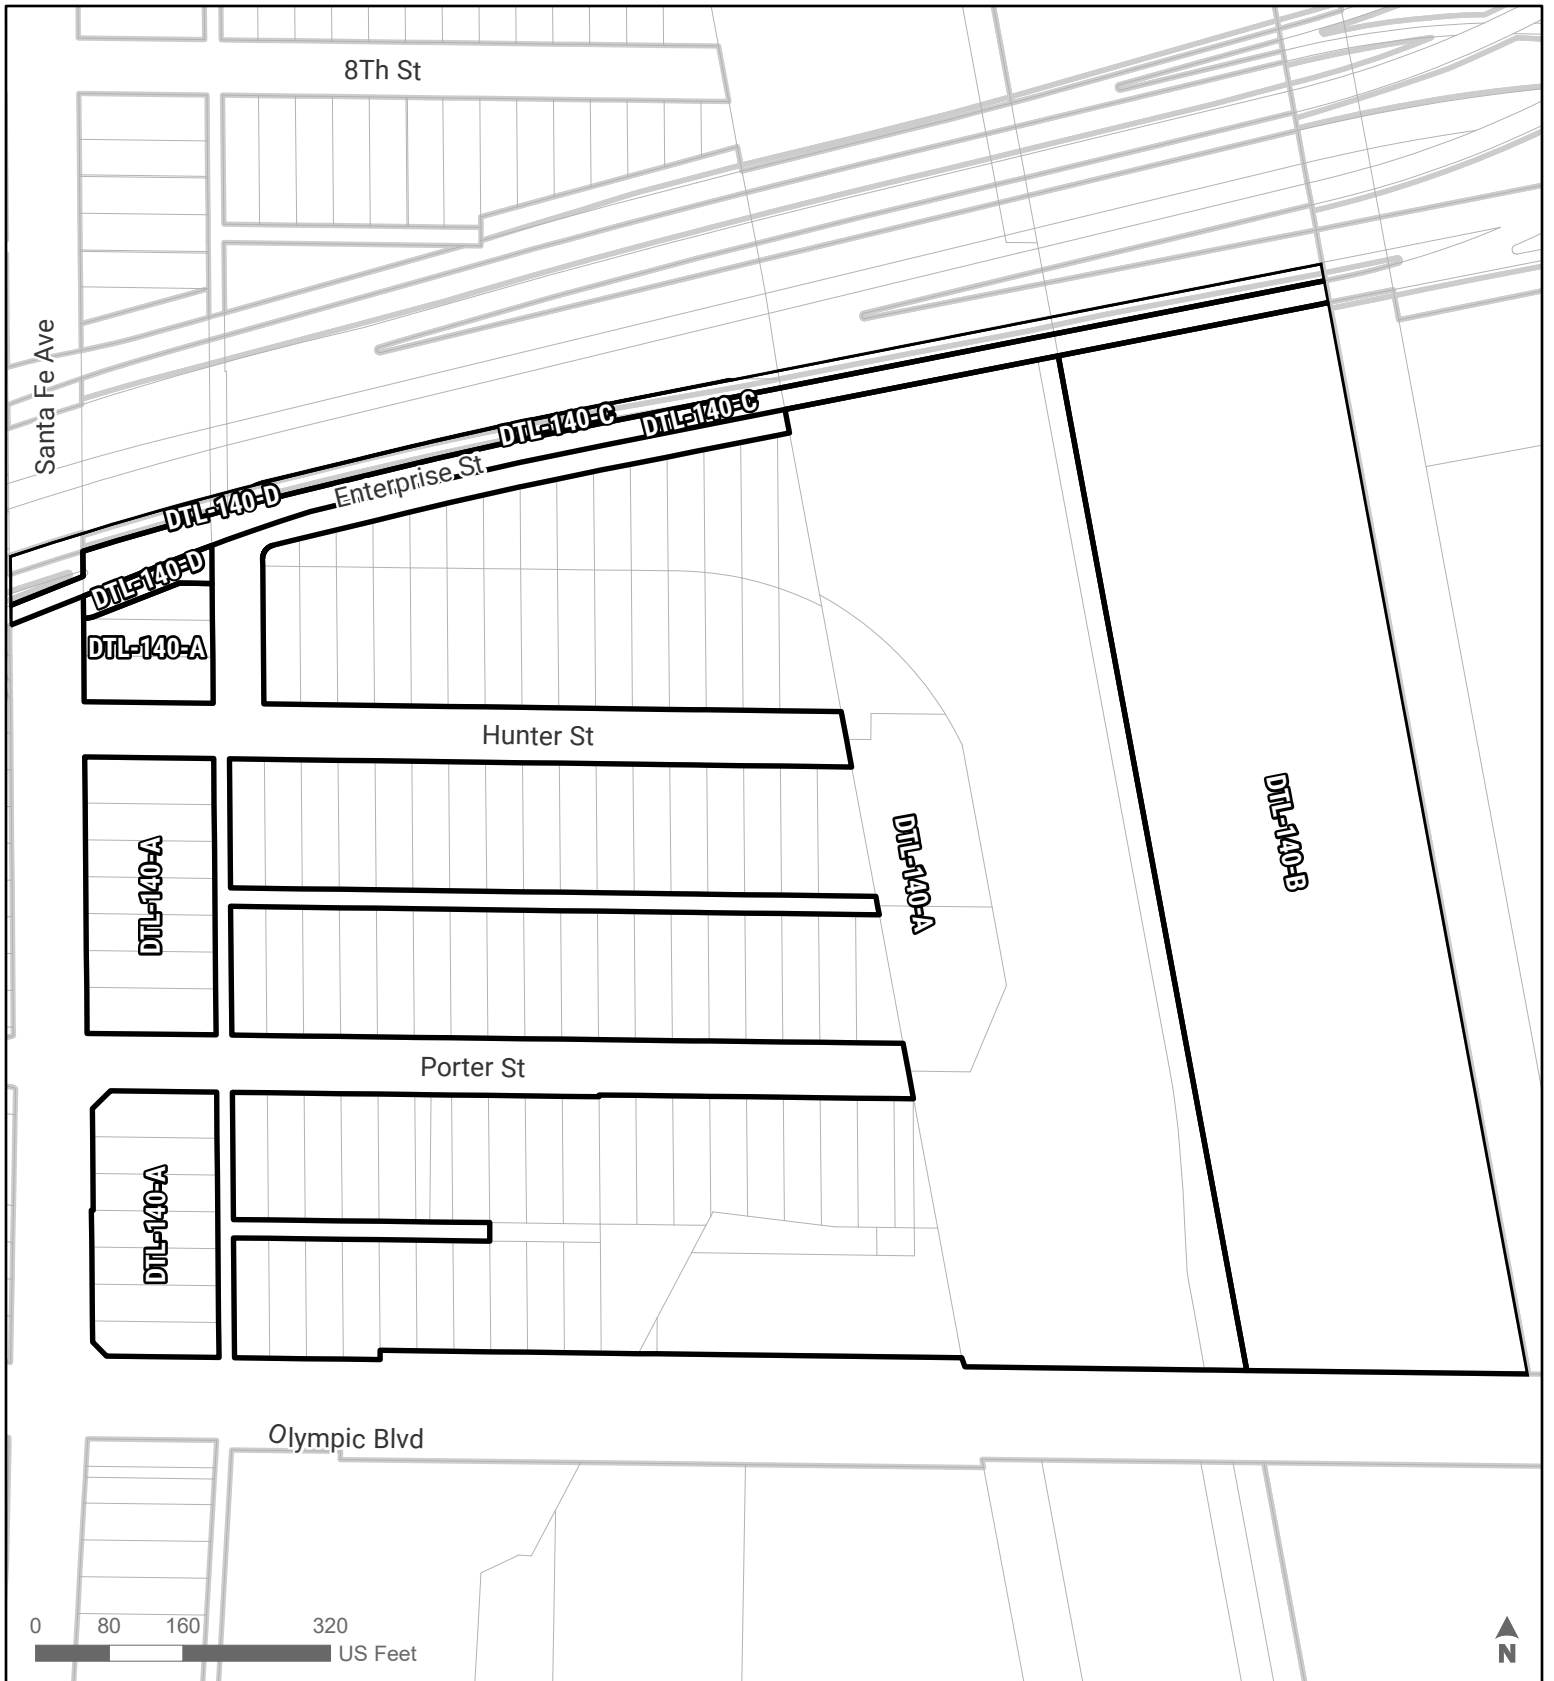 8Th St
Santa Fe Ave
DTL-140-C
DTL-140-C
Enterprise St
DTL-140-D
DTL-140-D
DTL-140-A
Hunter St
DTL-140-A
DTL-140-B
DTL-140-A
Porter St
DTL-140-A
Olympic Blvd
0 80 160 320
US Feet
N